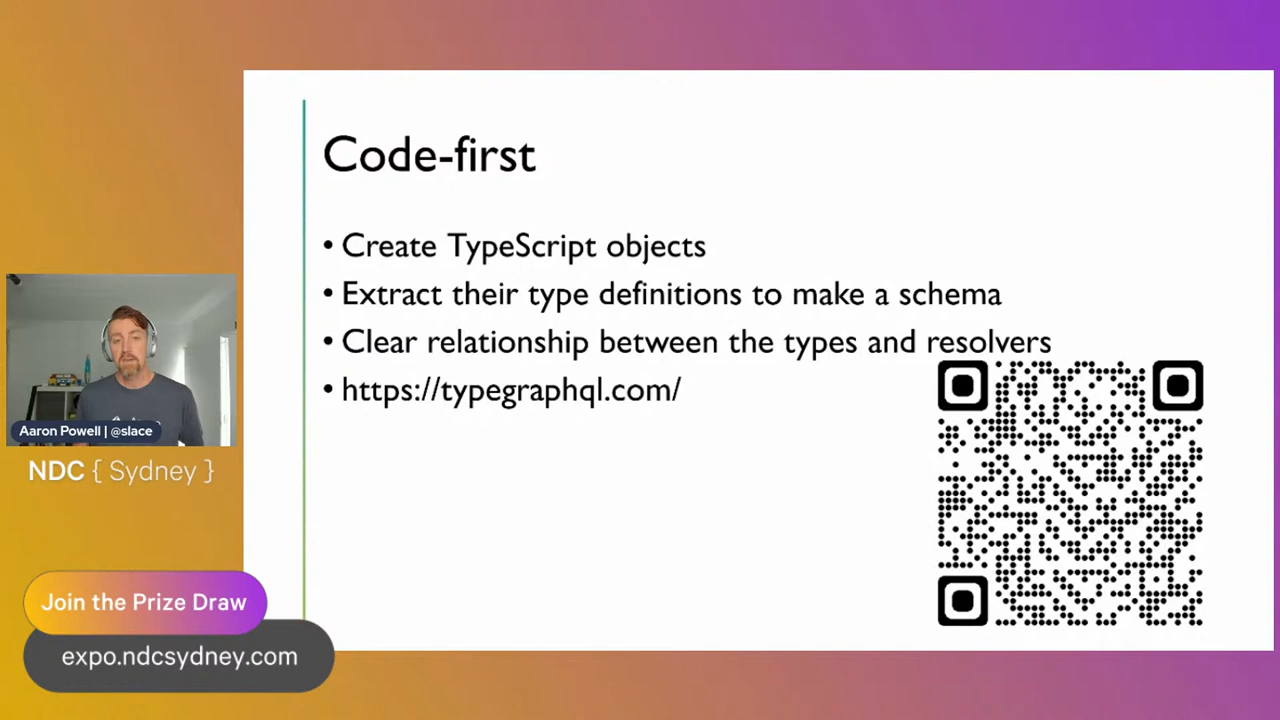 Code-first
• Create TypeScript objects
• Extract their type definitions to make a schema
• Clear relationship between the types and resolvers
• https://typegraphql.com/
Aaron Powell | @slace
NDC { Sydney }
Join the Prize Draw
expo.ndcsydney.com